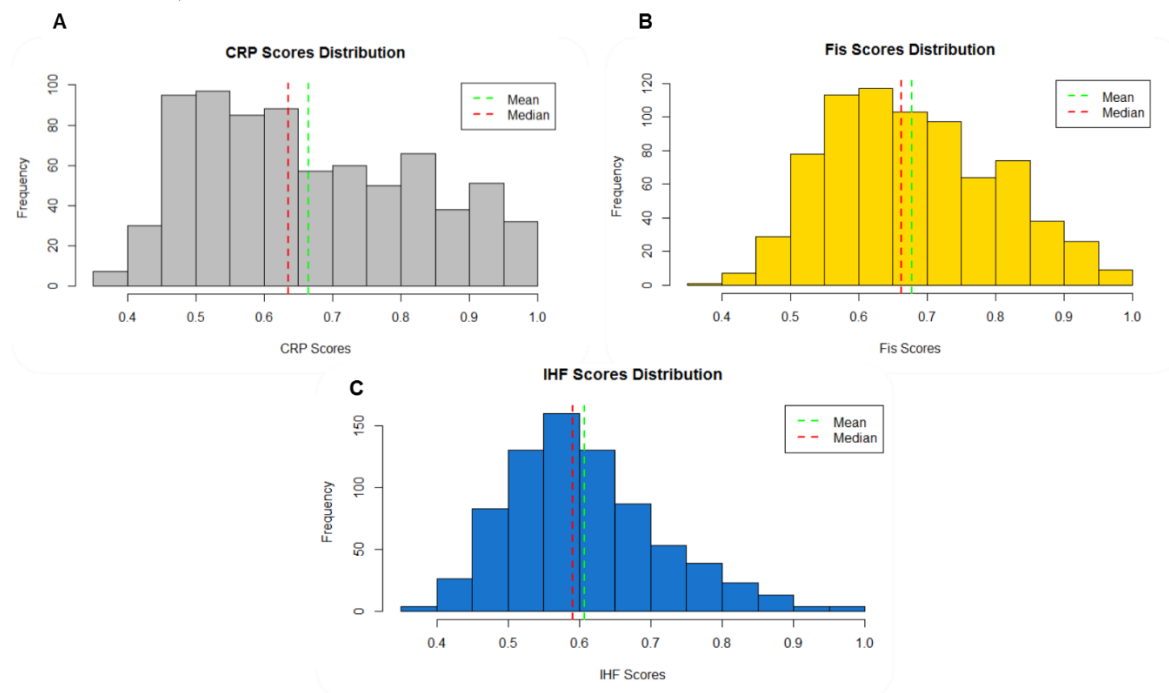 A
CRP Scores Distribution
Mean
Median
Frequency
0 20 40 60 80 100
0.4 0.5 0.6 0.7 0.8 0.9 1.0
CRP Scores
B
Fis Scores Distribution
Mean
Median
Frequency
0 20 40 60 80 100 120
0.4 0.5 0.6 0.7 0.8 0.9 1.0
Fis Scores
C
IHF Scores Distribution
Mean
Median
Frequency
0 50 100 150
0.4 0.5 0.6 0.7 0.8 0.9 1.0
IHF Scores